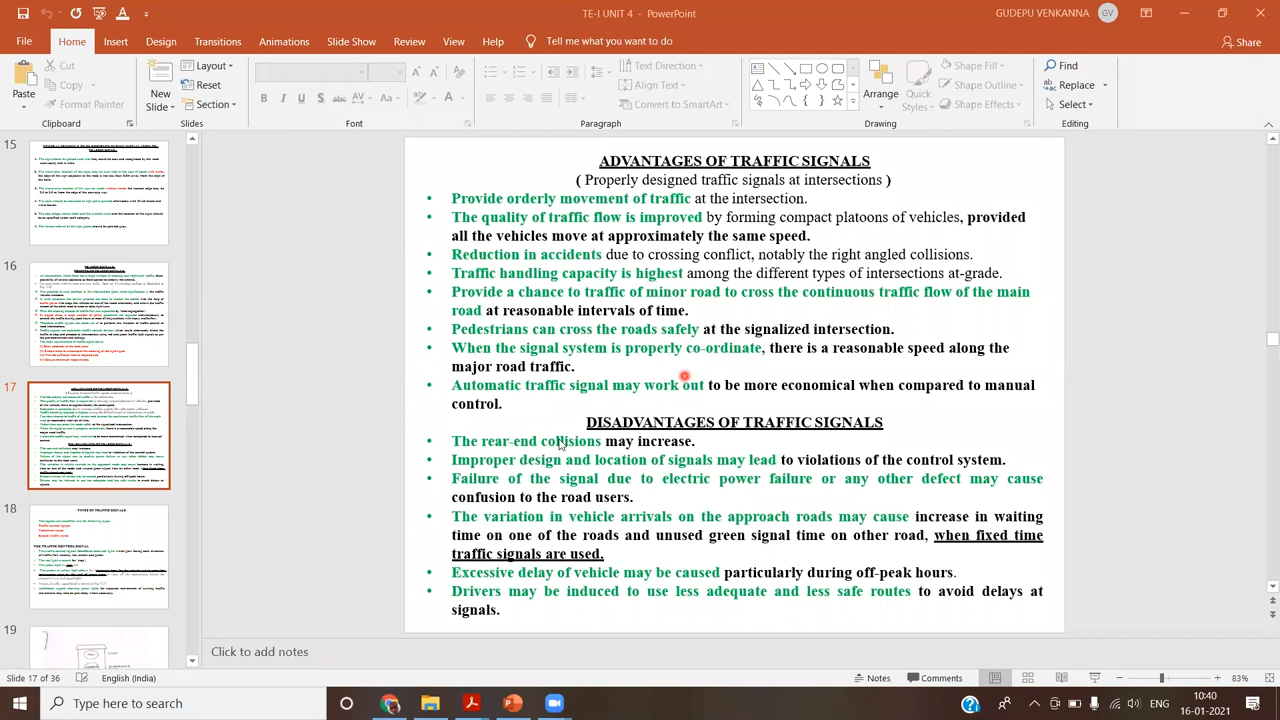 TE-I UNIT - 4 - PowerPoint
GUDE VENKANNA GV
File Home Insert Design Transitions Slide Show Animations Review View Help Tell me what you want to do Share
Cut Layout Text Direction Shape Fill Find
Copy Reset Align Text Shape Outline Replace
Paste Format Painter New Slide Section Convert to SmartArt Arrange Quick Styles Shape Effects Select
Clipboard Slides Font Paragraph Drawing Editing
15
17
18
TYPES OF TRAFFIC SIGNALS
THE TRAFFIC CONTROL SIGNAL
19
ADVANTAGES OF TRAFFIC SIGNALS
( Properly designed traffic signals at intersections )
• Provide orderly movement of traffic at the intersection.
• The quality of traffic flow is improved by forming compact platoons of vehicles, provided
all the vehicles move at approximately the same speed.
• Reduction in accidents due to crossing conflict, notably the right angled collisions.
• Traffic handling capacity is highest among the different types of intersection at-grade.
• Provide a chance to traffic of minor road to cross the continuous traffic flow of the main
road at reasonable intervals of time.
• Pedestrians can cross the roads safely at the signalized intersection.
• When the signal system is properly co-ordinate, there is a reasonable speed along the
major road traffic.
• Automatic traffic signal may work out to be more economical when compared to manual
control.
DISADVANTAGES OF TRAFFIC SIGNALS
• The rear-end collisions may increase.
• Improper design and location of signals may lead to violations of the control system.
• Failure of the signal due to electric power failure or any other defect may cause
confusion to the road users.
• The variation in vehicle arrivals on the approach roads may cause increase in waiting
time on one of the roads and unused green signal time on other road , when fixed time
traffic signals are used.
• Excessive delay of vehicle may be caused particularly during off-peak hours.
• Drivers may be induced to use less adequate and less safe routes to avoid delays at
signals.
Click to add notes
Slide 17 of 36 English (India) Notes Comments 83%
Type here to search 10:40
16-01-2021